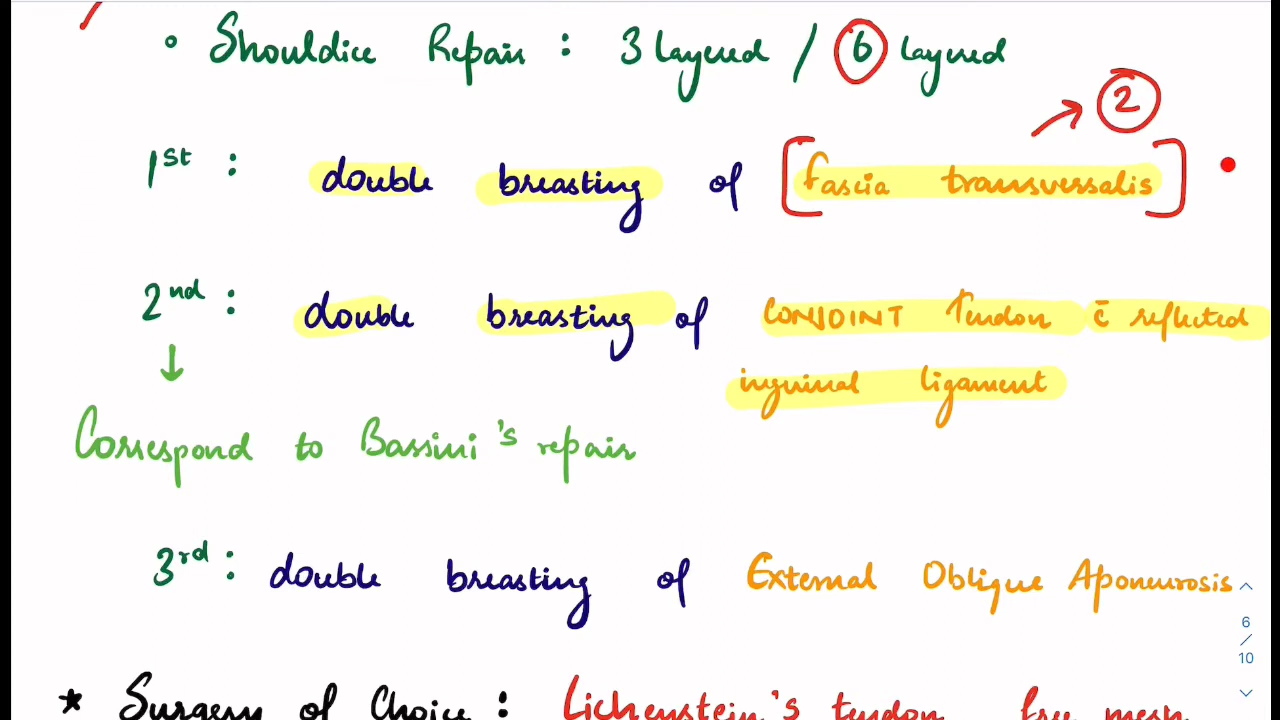 • Shouldice Repair : 3 layered / 6 layered
2
1st : double breasting of [fascia transversalis]
2nd : double breasting of CONJOINT Tendon c̄ reflected
inguinal ligament
↓
Correspond to Bassini's repair
3rd : double breasting of External Oblique Aponeurosis
6
/
10
* Surgery of Choice : Lichenstein's tendon free mesh